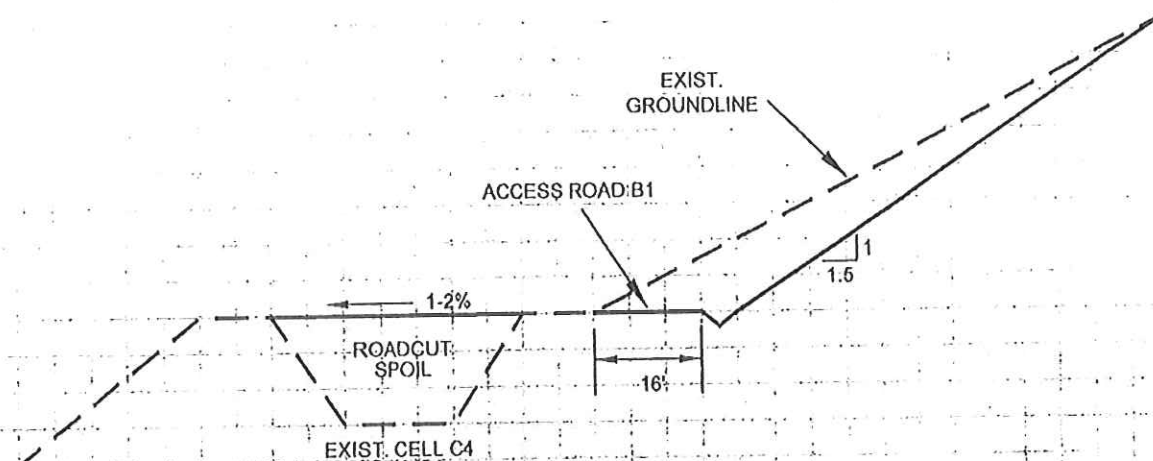 EXIST.
GROUNDLINE
ACCESS ROAD B1
1
1.5
1-2%
ROADCUT
SPOIL
16'
EXIST. CELL C4